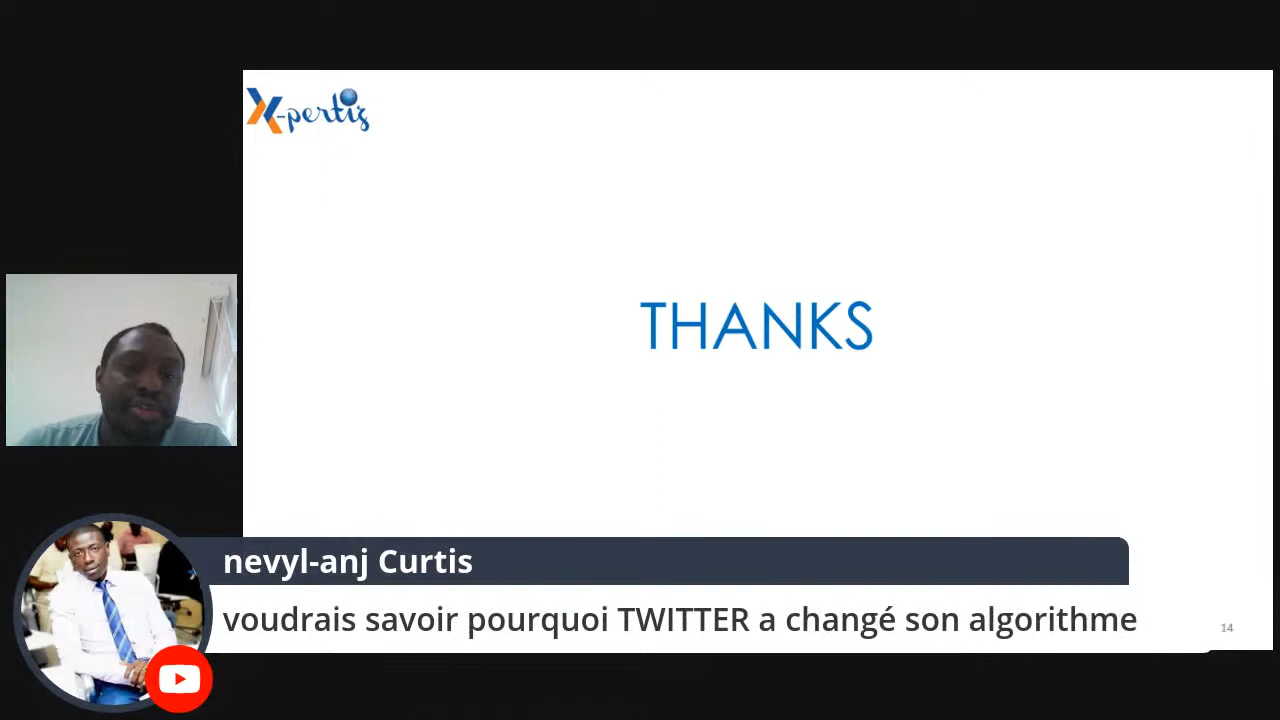 X-pertiz
THANKS
nevyl-anj Curtis
voudrais savoir pourquoi TWITTER a changé son algorithme
14